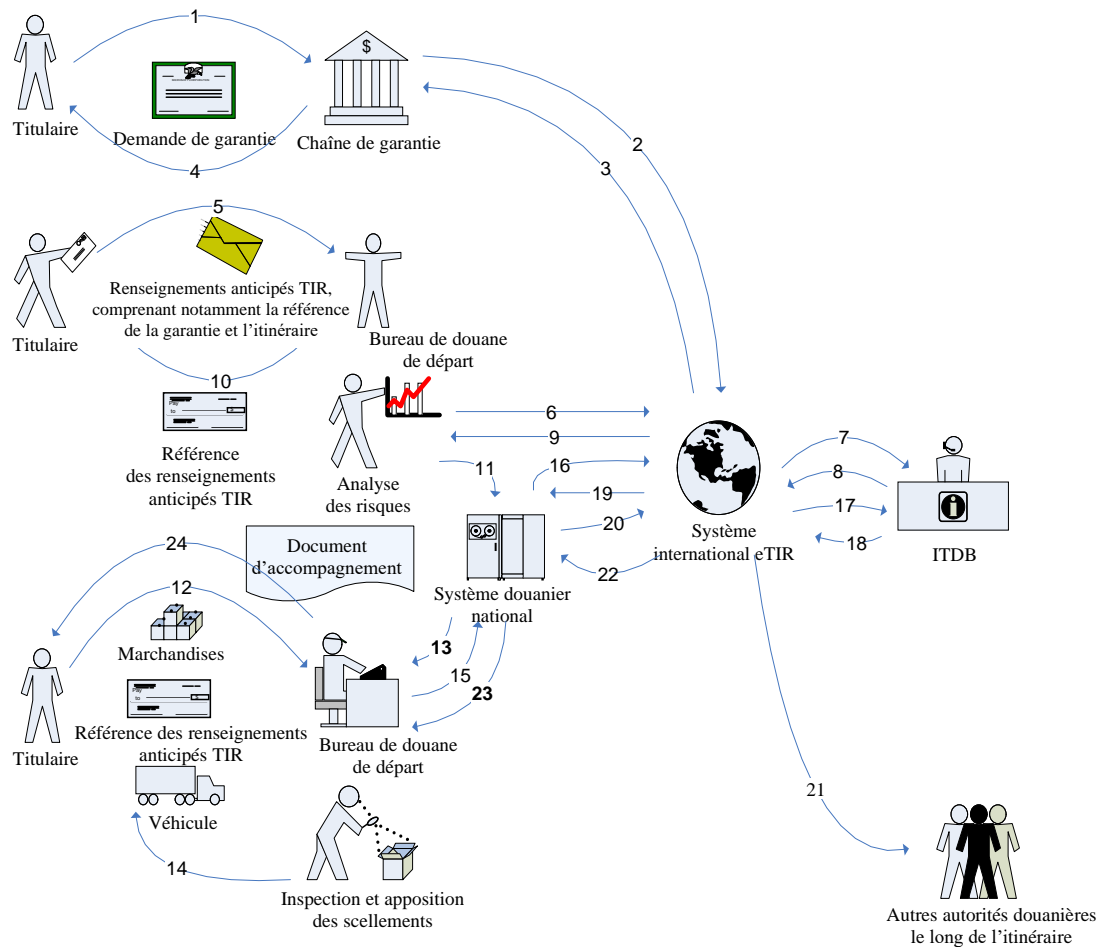 1
$
Titulaire
Demande de garantie
Chaîne de garantie
2
3
4
5
Renseignements anticipés TIR,
comprenant notamment la référence
de la garantie et l’itinéraire
Titulaire
Bureau de douane
de départ
10
Pay
to
$
Référence
des renseignements
anticipés TIR
6
9
11
16
Analyse
des risques
19
20
22
7
8
17
18
Système
international eTIR
ITDB
24
Document
d’accompagnement
Système douanier
national
12
Marchandises
13
15
23
Pay
to
$
Référence des renseignements
anticipés TIR
Titulaire
Bureau de douane
de départ
Véhicule
14
Inspection et apposition
des scellements
21
Autres autorités douanières
le long de l’itinéraire